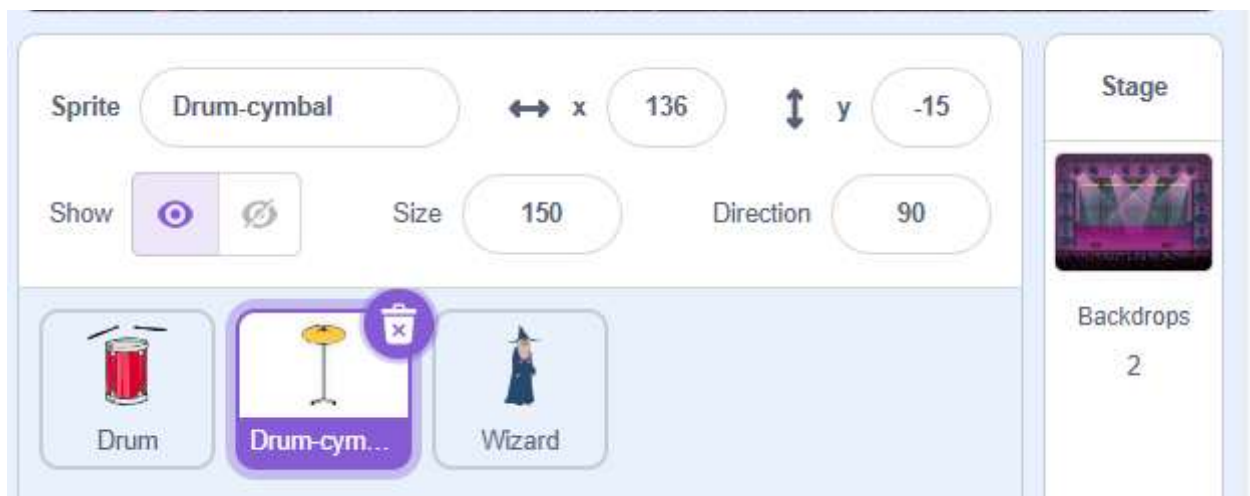 Sprite Drum-cymbal x 136 y -15
Show Size 150 Direction 90
Drum Drum-cym... Wizard
Stage
Backdrops
2